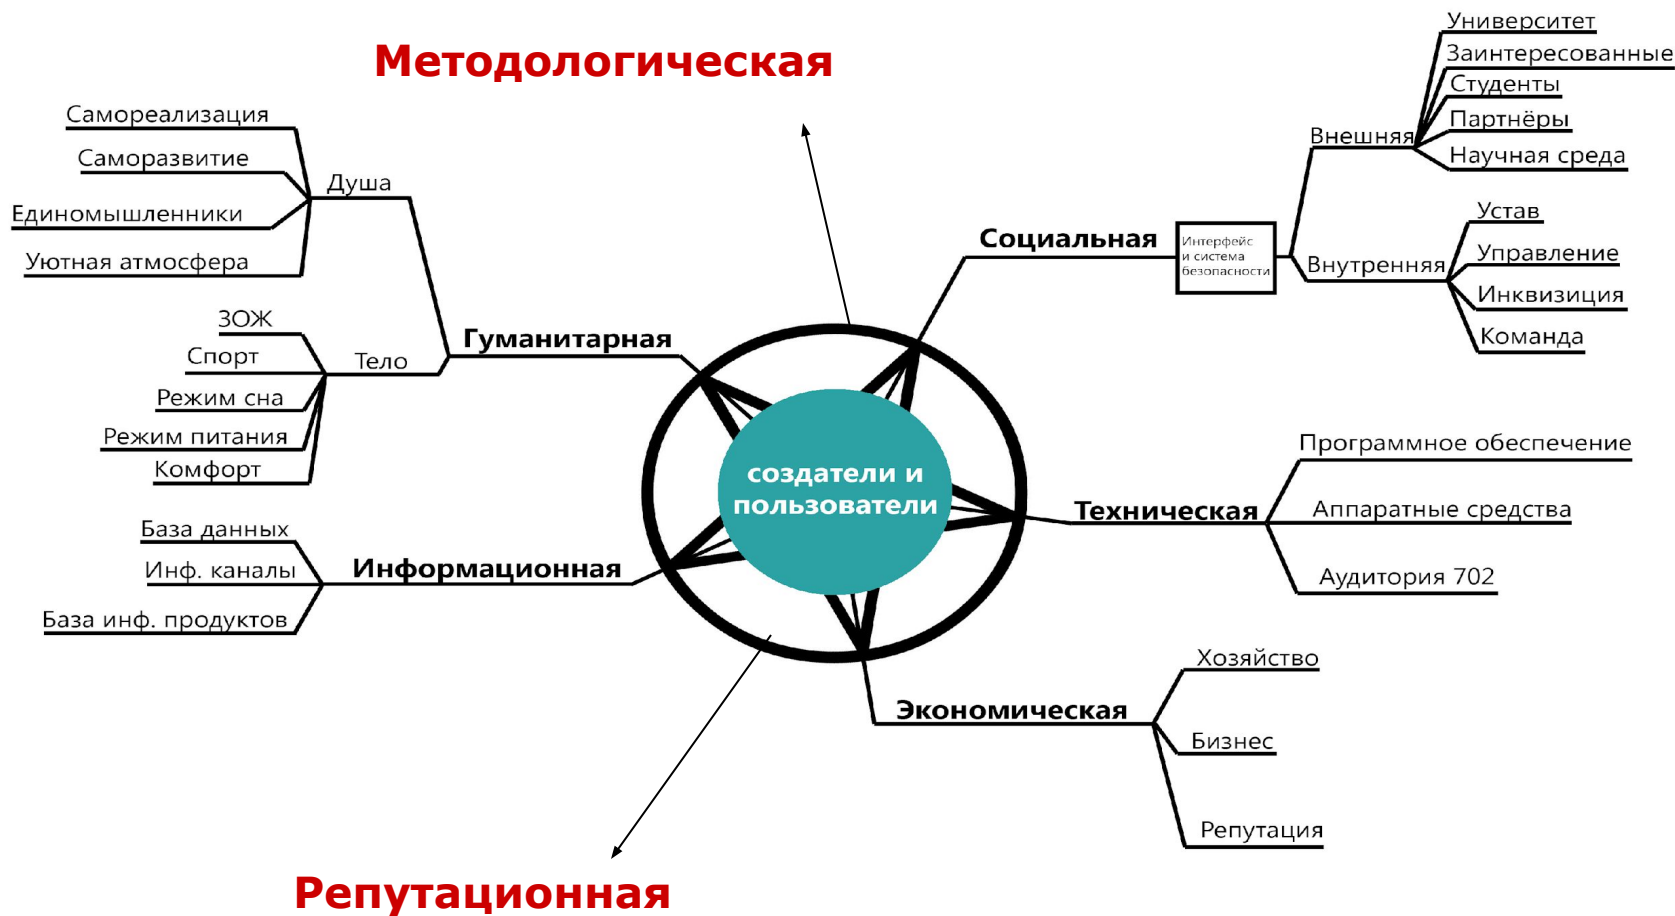 Методологическая
Самореализация
Саморазвитие
Единомышленники
Уютная атмосфера
Душа
ЗОЖ
Спорт
Режим сна
Режим питания
Комфорт
Тело
Гуманитарная
База данных
Инф. каналы
База инф. продуктов
Информационная
создатели и
пользователи
Социальная
Интерфейс
и система
безопасности
Внешняя
Университет
Заинтересованные
Студенты
Партнёры
Научная среда
Внутренняя
Устав
Управление
Инквизиция
Команда
Техническая
Программное обеспечение
Аппаратные средства
Аудитория 702
Экономическая
Хозяйство
Бизнес
Репутация
Репутационная